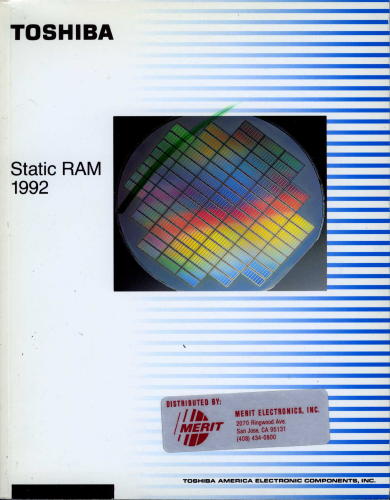 TOSHIBA
Static RAM
1992
DISTRIBUTED BY:
MERIT
MERIT ELECTRONICS, INC.
2070 Ringwood Ave.
San Jose, CA 95131
(408) 434-0800
TOSHIBA AMERICA ELECTRONIC COMPONENTS, INC.